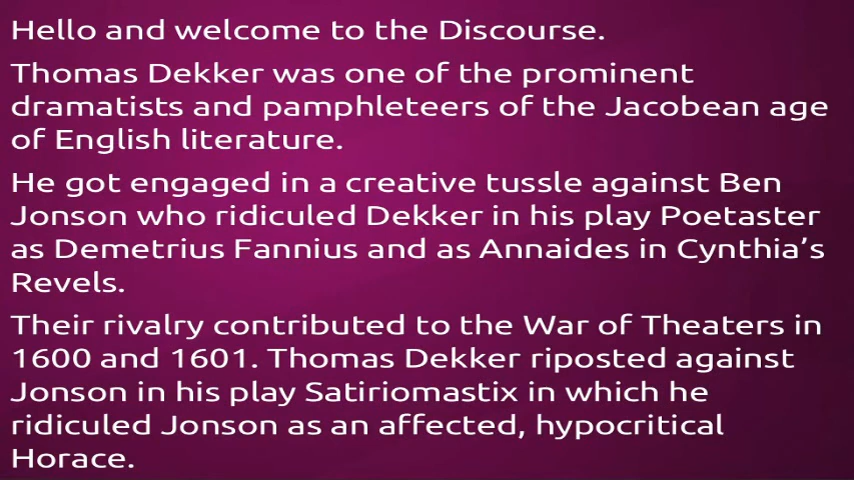 Hello and welcome to the Discourse.
Thomas Dekker was one of the prominent
dramatists and pamphleteers of the Jacobean age
of English literature.
He got engaged in a creative tussle against Ben
Jonson who ridiculed Dekker in his play Poetaster
as Demetrius Fannius and as Annaides in Cynthia’s
Revels.
Their rivalry contributed to the War of Theaters in
1600 and 1601. Thomas Dekker riposted against
Jonson in his play Satiriomastix in which he
ridiculed Jonson as an affected, hypocritical
Horace.